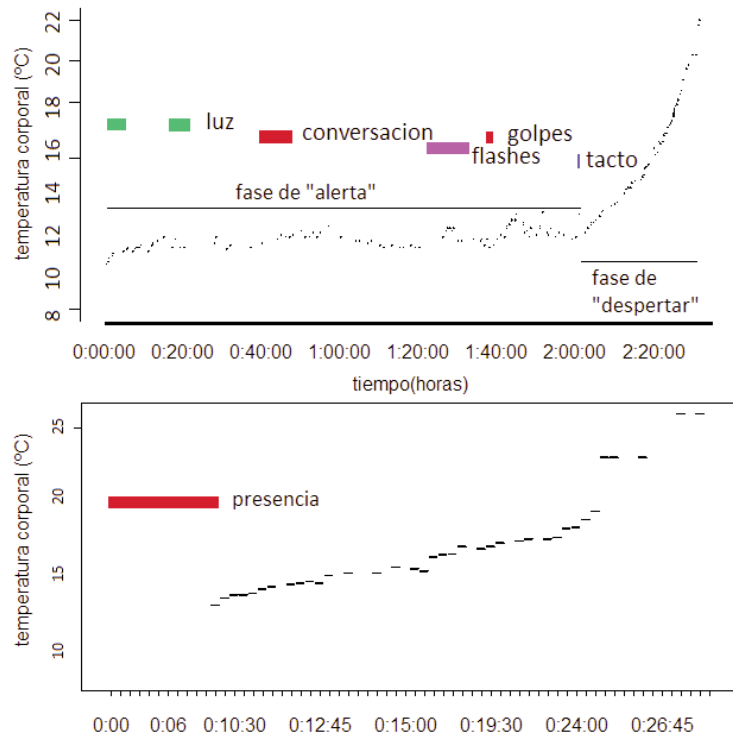 temperatura corporal (ºC)
22
20
18
16
14
12
10
8
luz
conversacion
golpes
flashes
tacto
fase de "alerta"
fase de
"despertar"
0:00:00 0:20:00 0:40:00 1:00:00 1:20:00 1:40:00 2:00:00 2:20:00
tiempo(horas)
temperatura corporal (ºC)
25
20
15
10
presencia
0:00 0:06 0:10:30 0:12:45 0:15:00 0:19:30 0:24:00 0:26:45